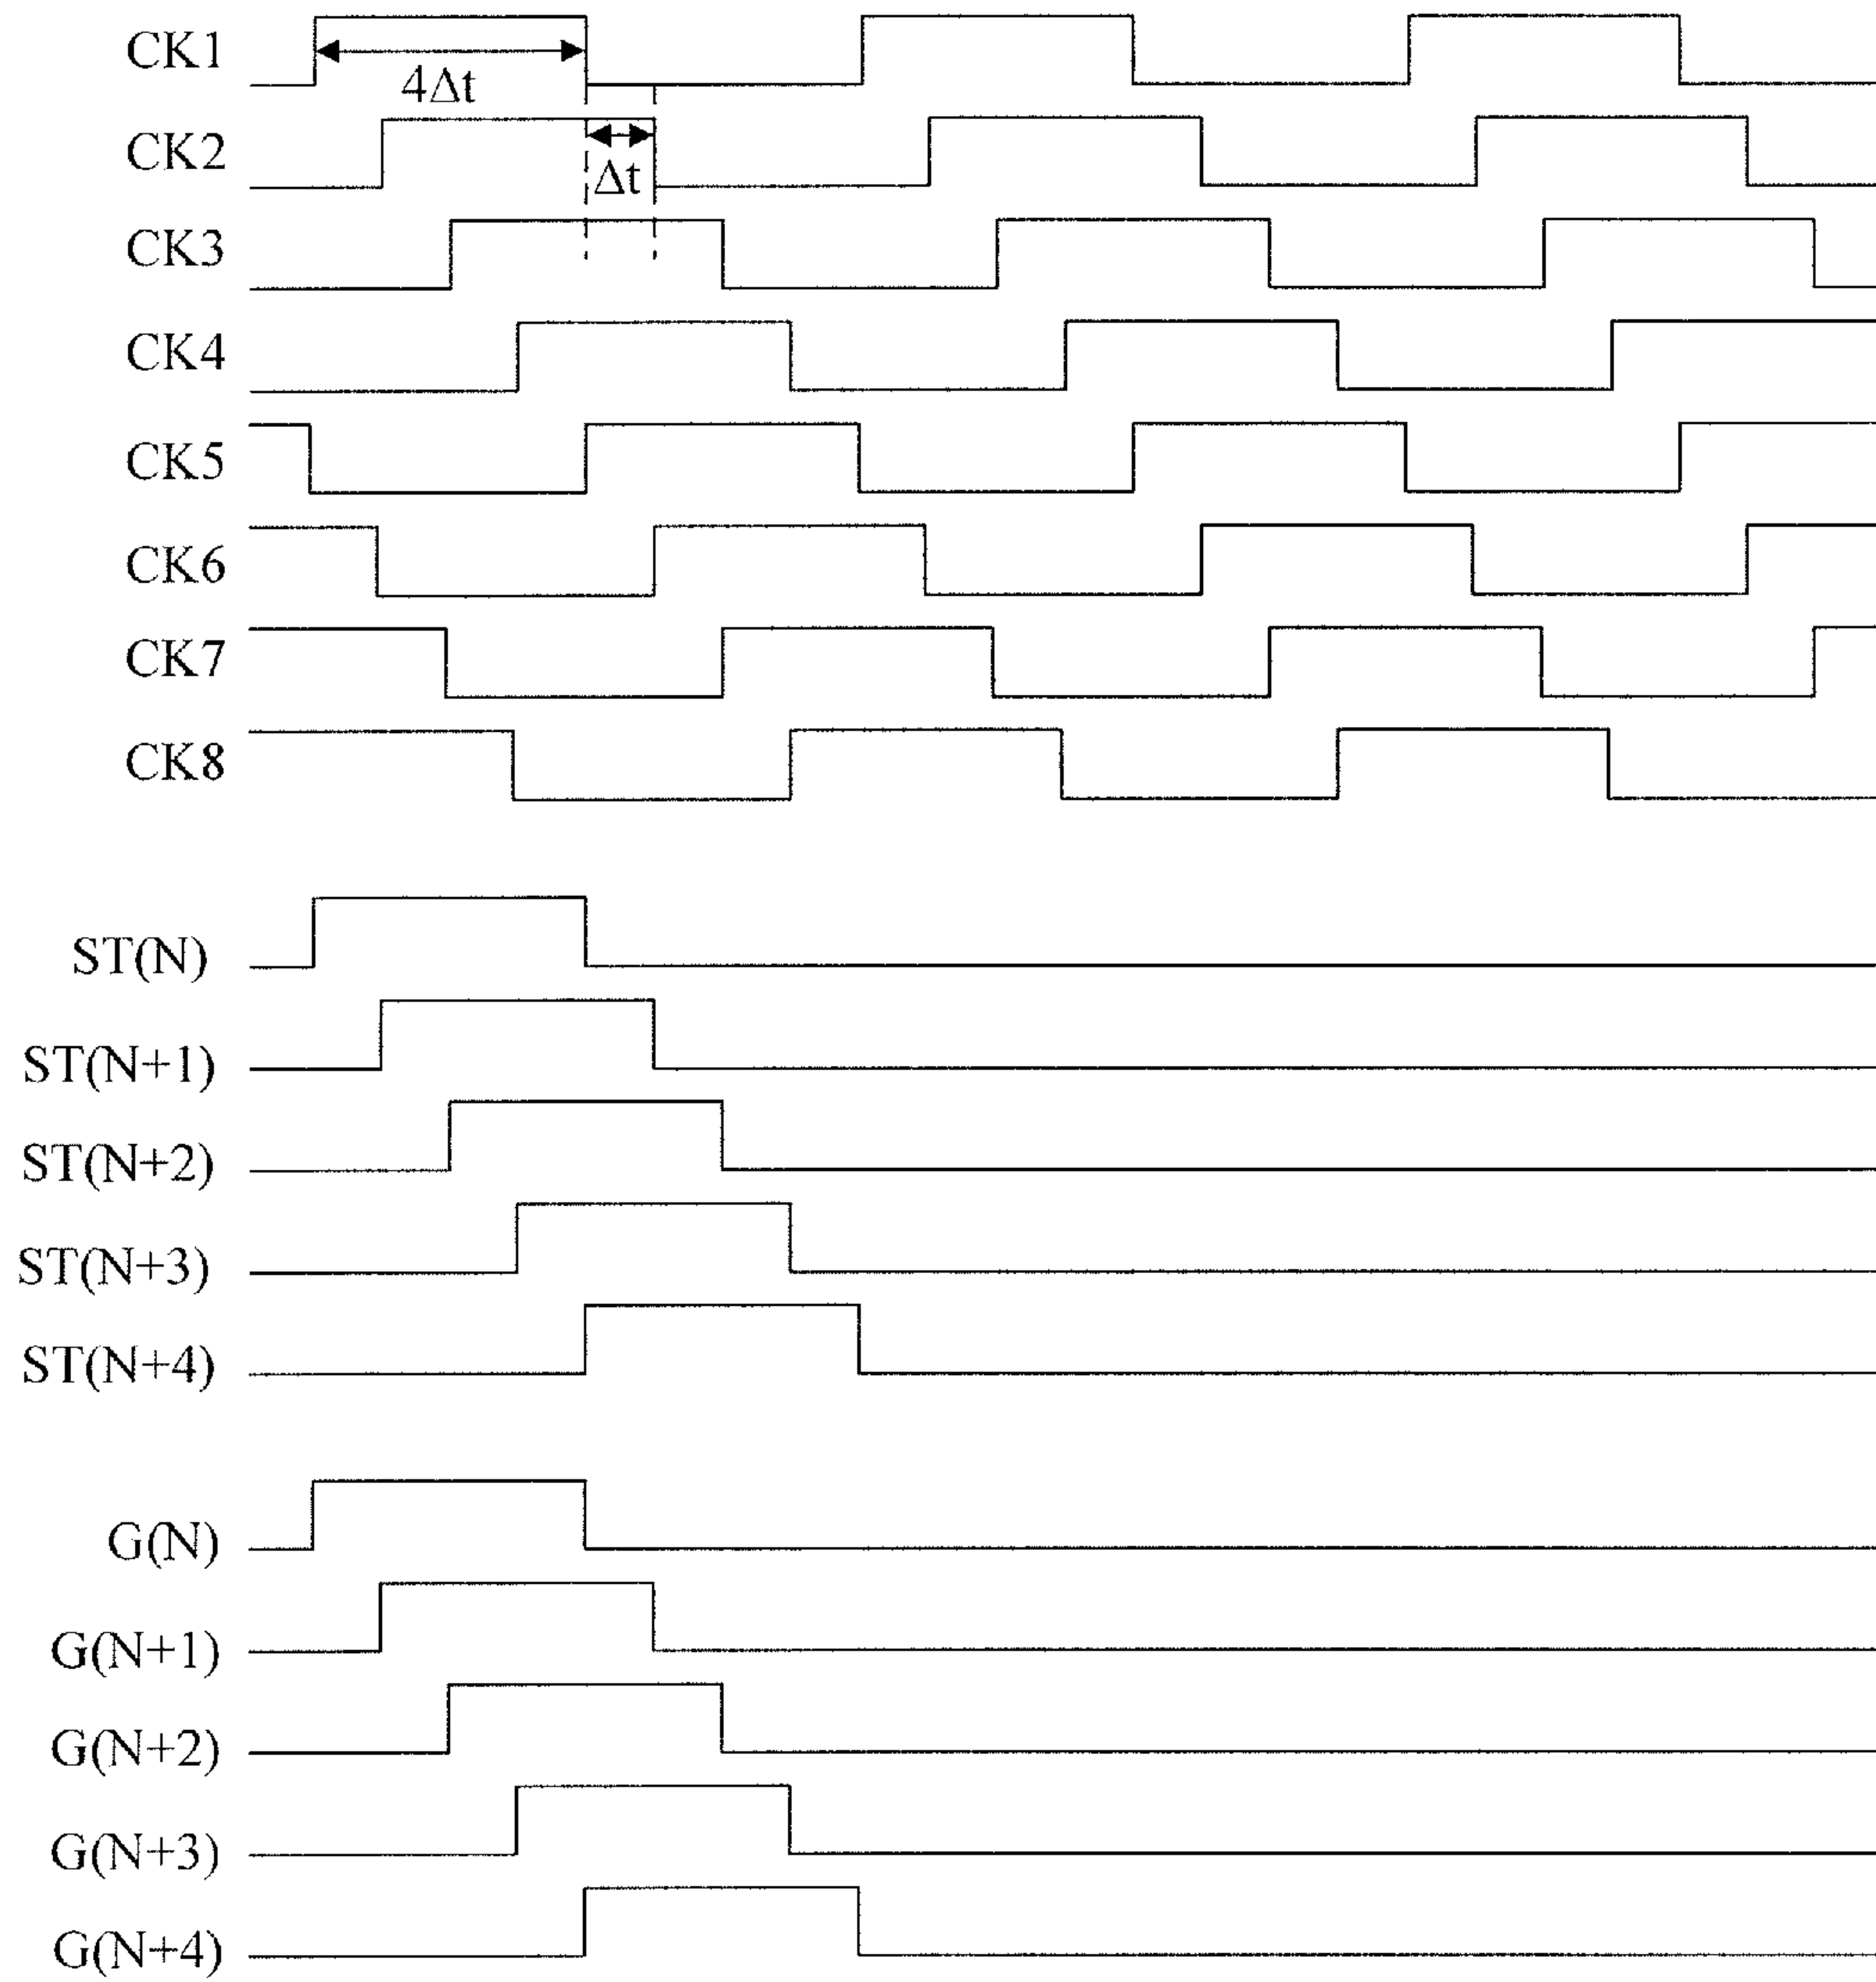 CK1
4Δt
CK2
Δt
CK3
CK4
CK5
CK6
CK7
CK8
ST(N)
ST(N+1)
ST(N+2)
ST(N+3)
ST(N+4)
G(N)
G(N+1)
G(N+2)
G(N+3)
G(N+4)